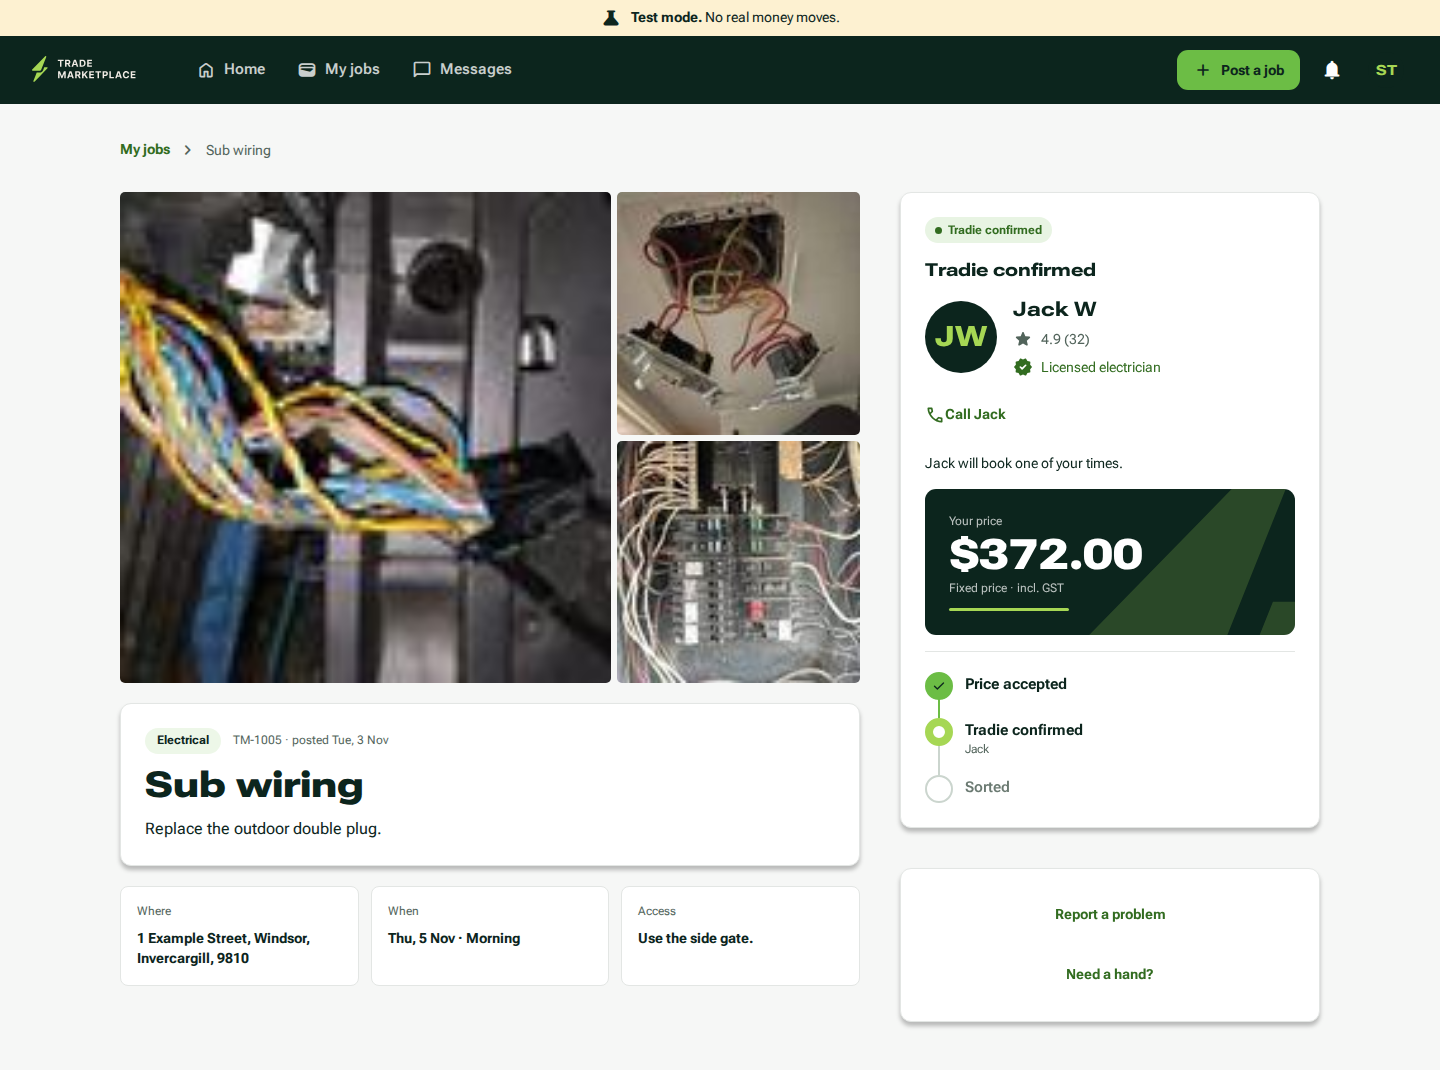 Test mode. No real money moves.
TRADE
MARKETPLACE
Home
My jobs
Messages
Post a job
ST
My jobs
Sub wiring
Tradie confirmed
Tradie confirmed
JW
Jack W
4.9 (32)
Licensed electrician
Call Jack
Jack will book one of your times.
Your price
$372.00
Fixed price · incl. GST
Price accepted
Tradie confirmed
Jack
Sorted
Electrical
TM-1005 · posted Tue, 3 Nov
Sub wiring
Replace the outdoor double plug.
Where
1 Example Street, Windsor,
Invercargill, 9810
When
Thu, 5 Nov · Morning
Access
Use the side gate.
Report a problem
Need a hand?